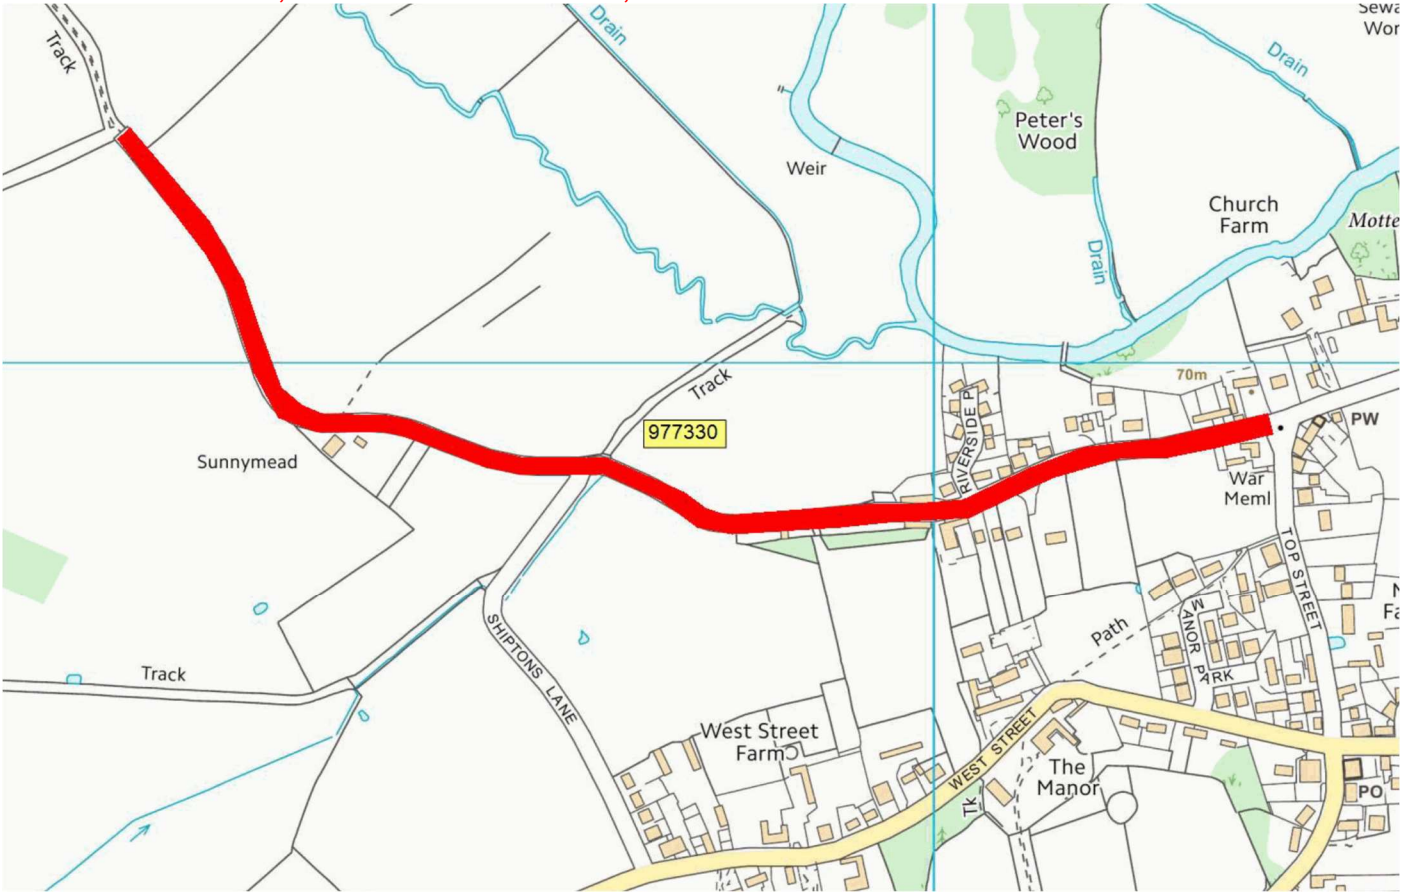 Track
Drain
Drain
Sewa
Wor
Peter's
Wood
Weir
Church
Farm
Motte
Drain
Track
70m
977330
RIVERSIDE P
PW
Sunnymead
War
Meml
TOP STREET
SHIPTONS LANE
Path
MANOR PARK
N
Fa
Track
West Street
Farm
WEST STREET
The
Manor
Tk
PO